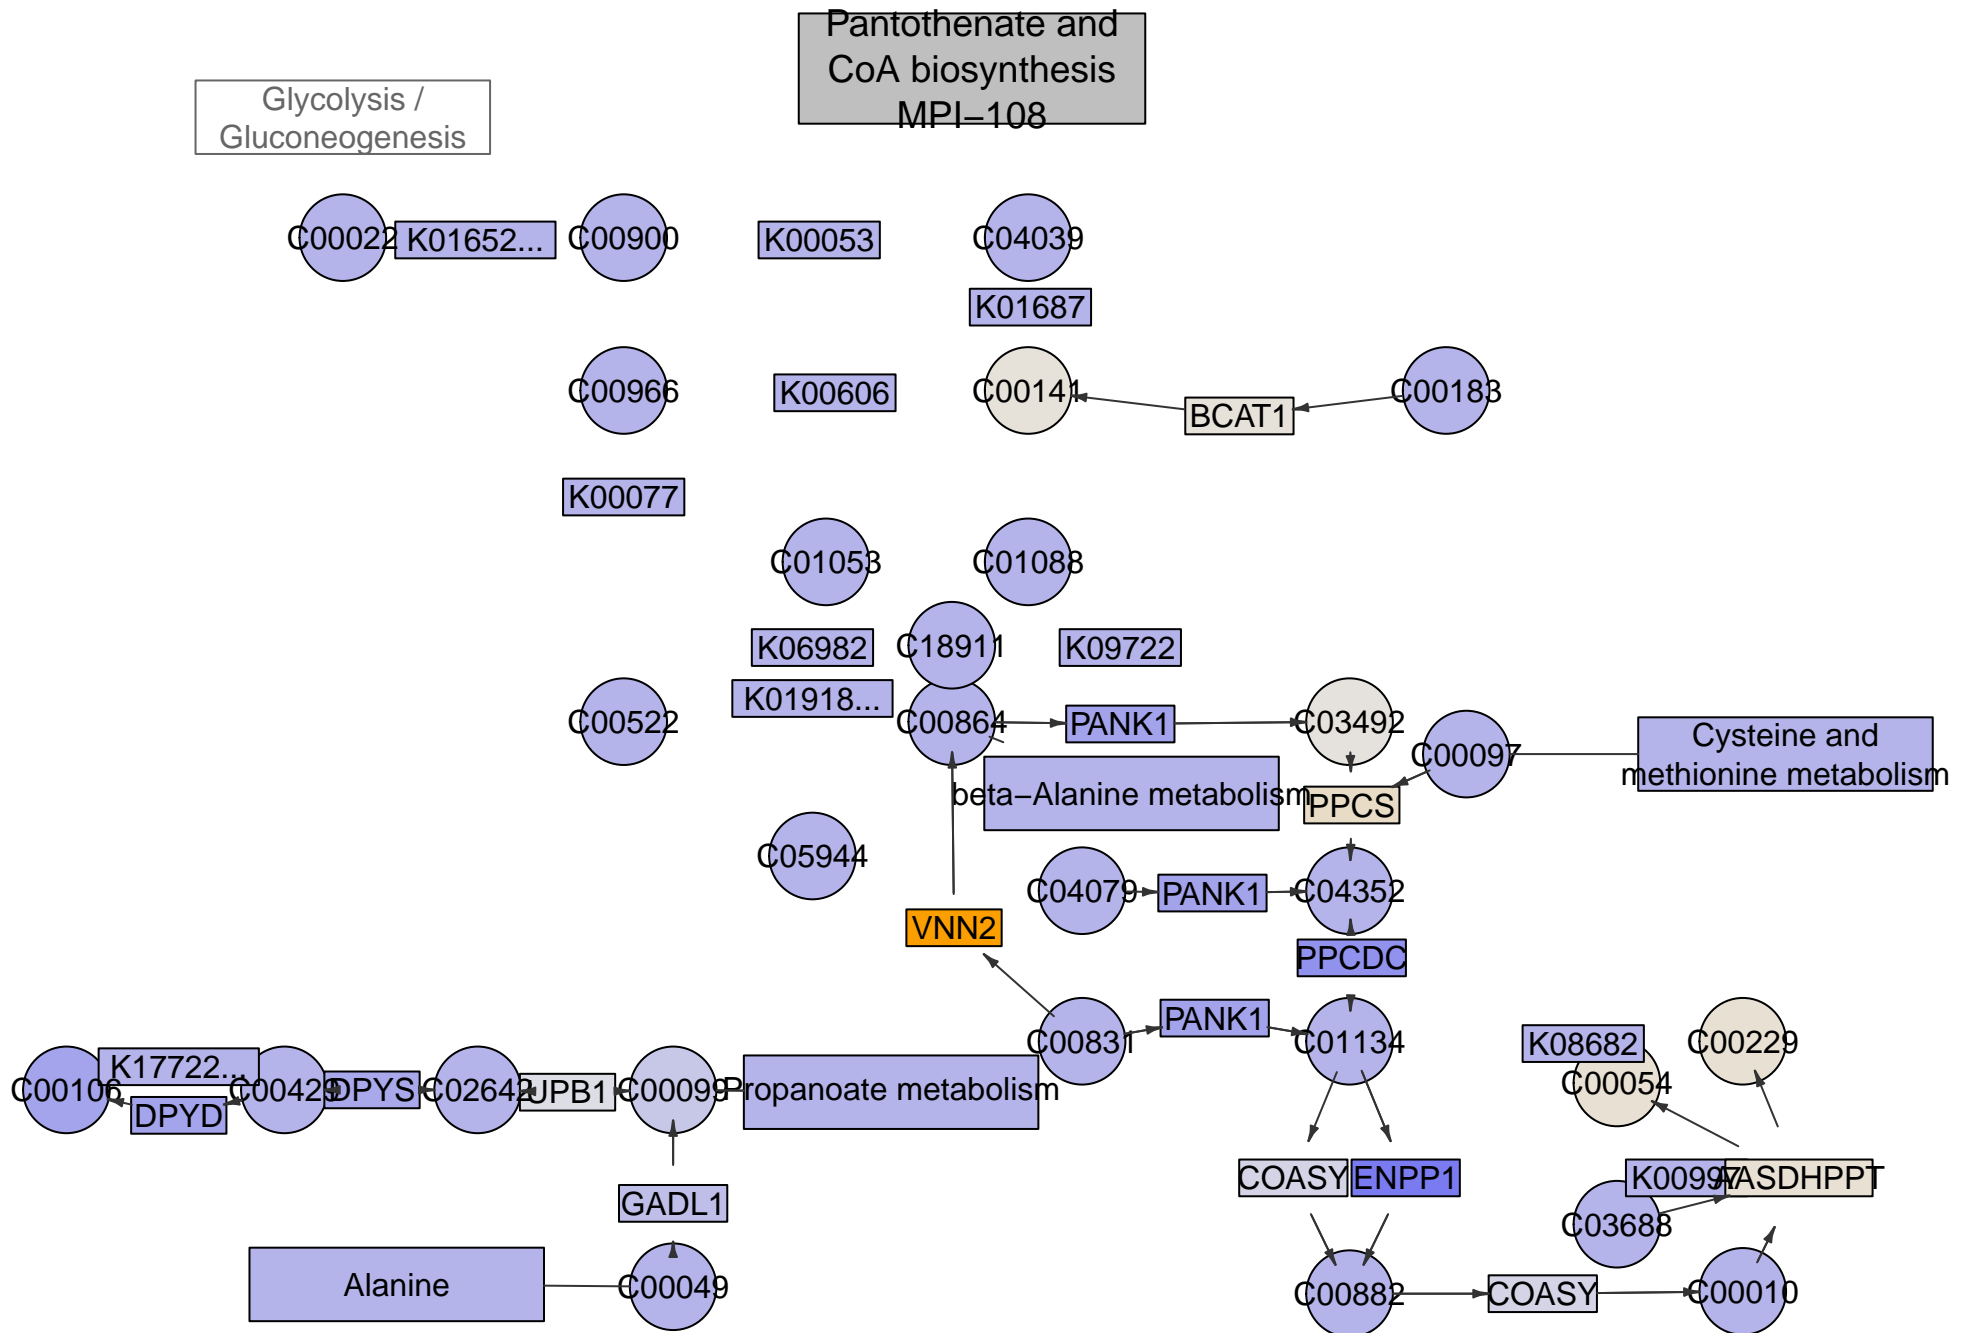 Pantothenate and
CoA biosynthesis
MPI−108
Glycolysis /
Gluconeogenesis
C00022
K01652...
C00900
K00053
C04039
K01687
C00966
K00606
C00141
BCAT1
C00183
K00077
C01053
C01088
K06982
C18911
K09722
K01918...
C00522
C00864
PANK1
C03492
C00097
Cysteine and
methionine metabolism
beta−Alanine metabolism
PPCS
C05944
C04079
PANK1
C04352
VNN2
PPCDC
C00831
PANK1
C01134
K08682
C00229
C00054
C00106
K17722...
DPYD
C00429
DPYS
C02642
UPB1
C00099
Propanoate metabolism
GADL1
COASY
ENPP1
K00997
AASDHPPT
C03688
Alanine
C00049
C00882
COASY
C00010